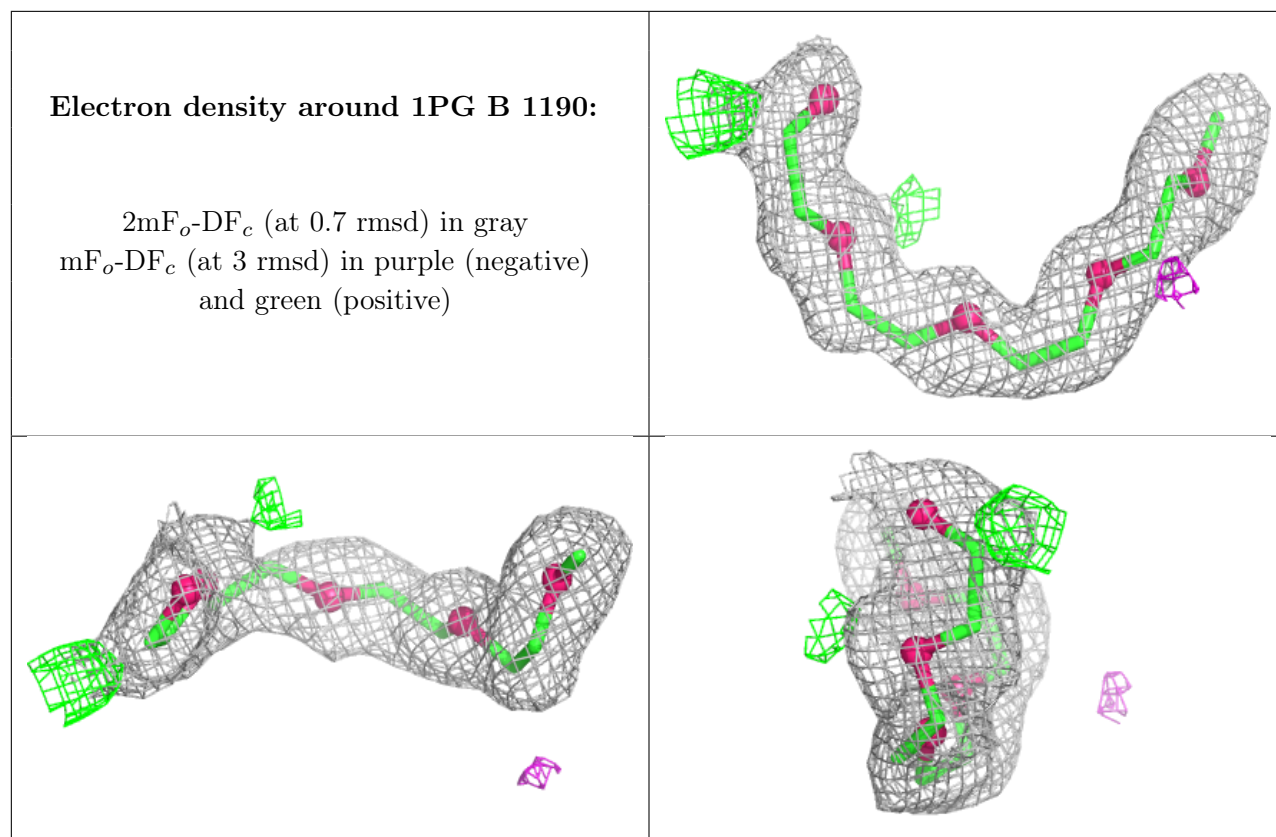 Electron density around 1PG B 1190:
2mFₒ-DF𝒸 (at 0.7 rmsd) in gray
mFₒ-DF𝒸 (at 3 rmsd) in purple (negative)
and green (positive)